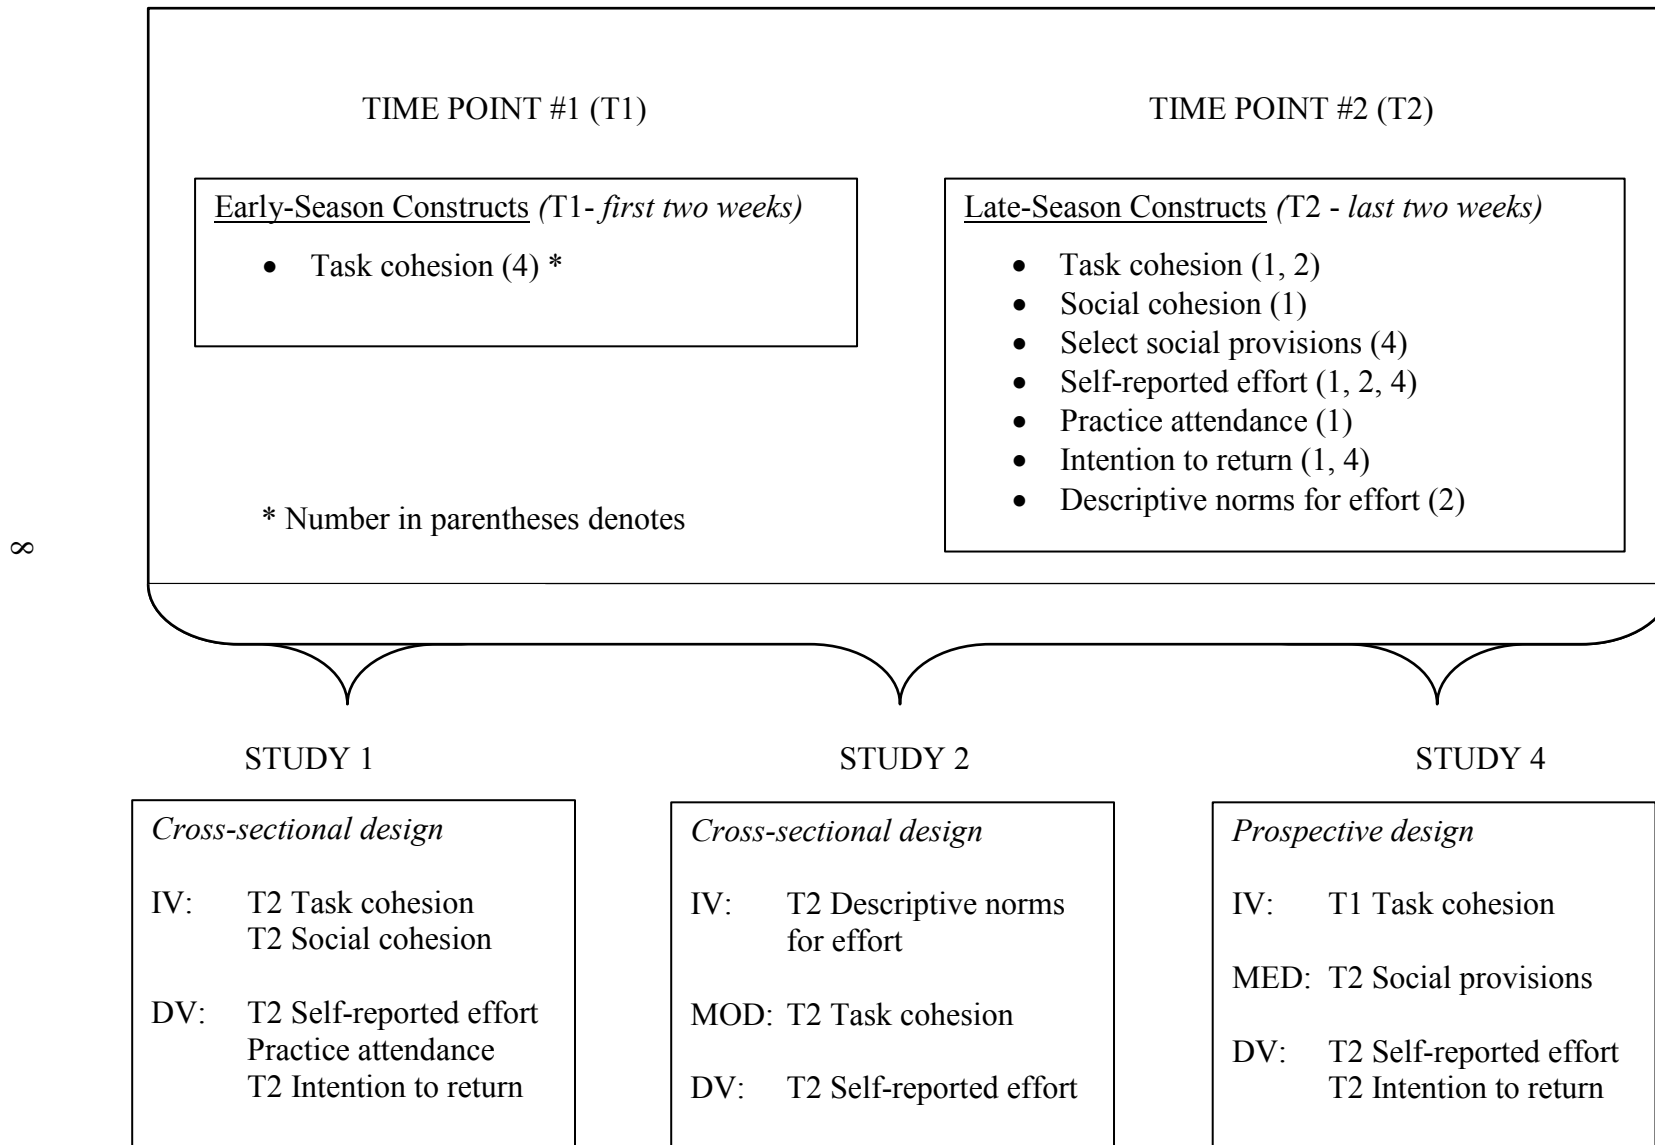 TIME POINT #1 (T1)
Early-Season Constructs (T1- first two weeks)
• Task cohesion (4) *
* Number in parentheses denotes
TIME POINT #2 (T2)
Late-Season Constructs (T2 - last two weeks)
• Task cohesion (1, 2)
• Social cohesion (1)
• Select social provisions (4)
• Self-reported effort (1, 2, 4)
• Practice attendance (1)
• Intention to return (1, 4)
• Descriptive norms for effort (2)
8
STUDY 1
Cross-sectional design
IV: T2 Task cohesion
T2 Social cohesion
DV: T2 Self-reported effort
Practice attendance
T2 Intention to return
STUDY 2
Cross-sectional design
IV: T2 Descriptive norms
for effort
MOD: T2 Task cohesion
DV: T2 Self-reported effort
STUDY 4
Prospective design
IV: T1 Task cohesion
MED: T2 Social provisions
DV: T2 Self-reported effort
T2 Intention to return